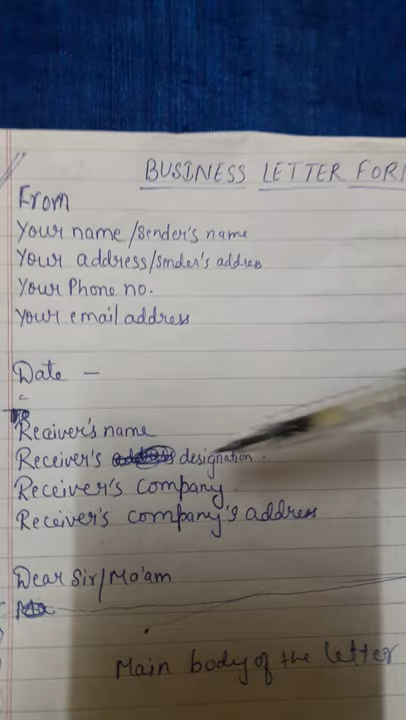 BUSINESS LETTER FOR
From
Your name/sender's name
Your address/sender's address
Your Phone no.
Your email address
Date —
Receiver's name
Receiver's designation.
Receiver's Company
Receiver's company's address
Dear Sir/Ma'am
Main body of the letter